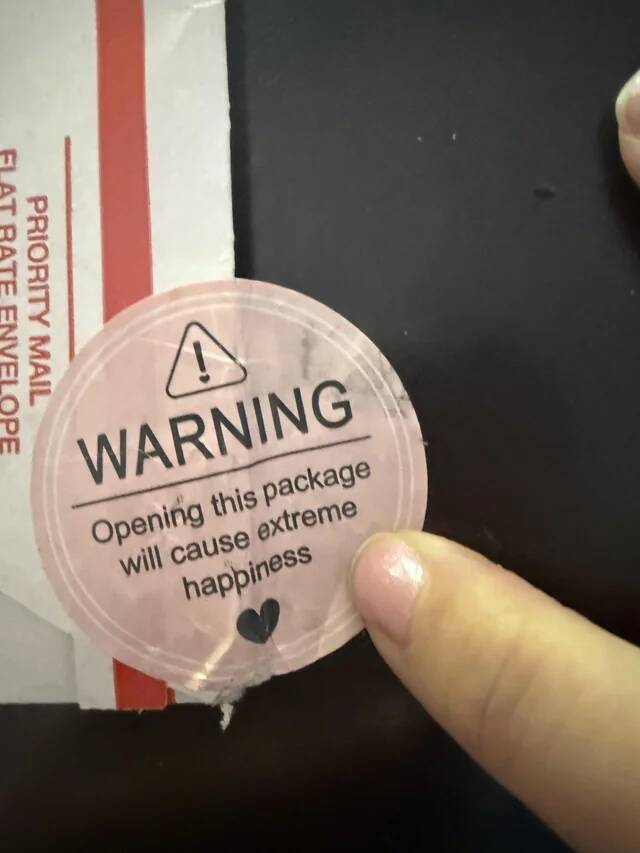 PRIORITY MAIL
FLAT RATE ENVELOPE
!
WARNING
Opening this package
will cause extreme
happiness